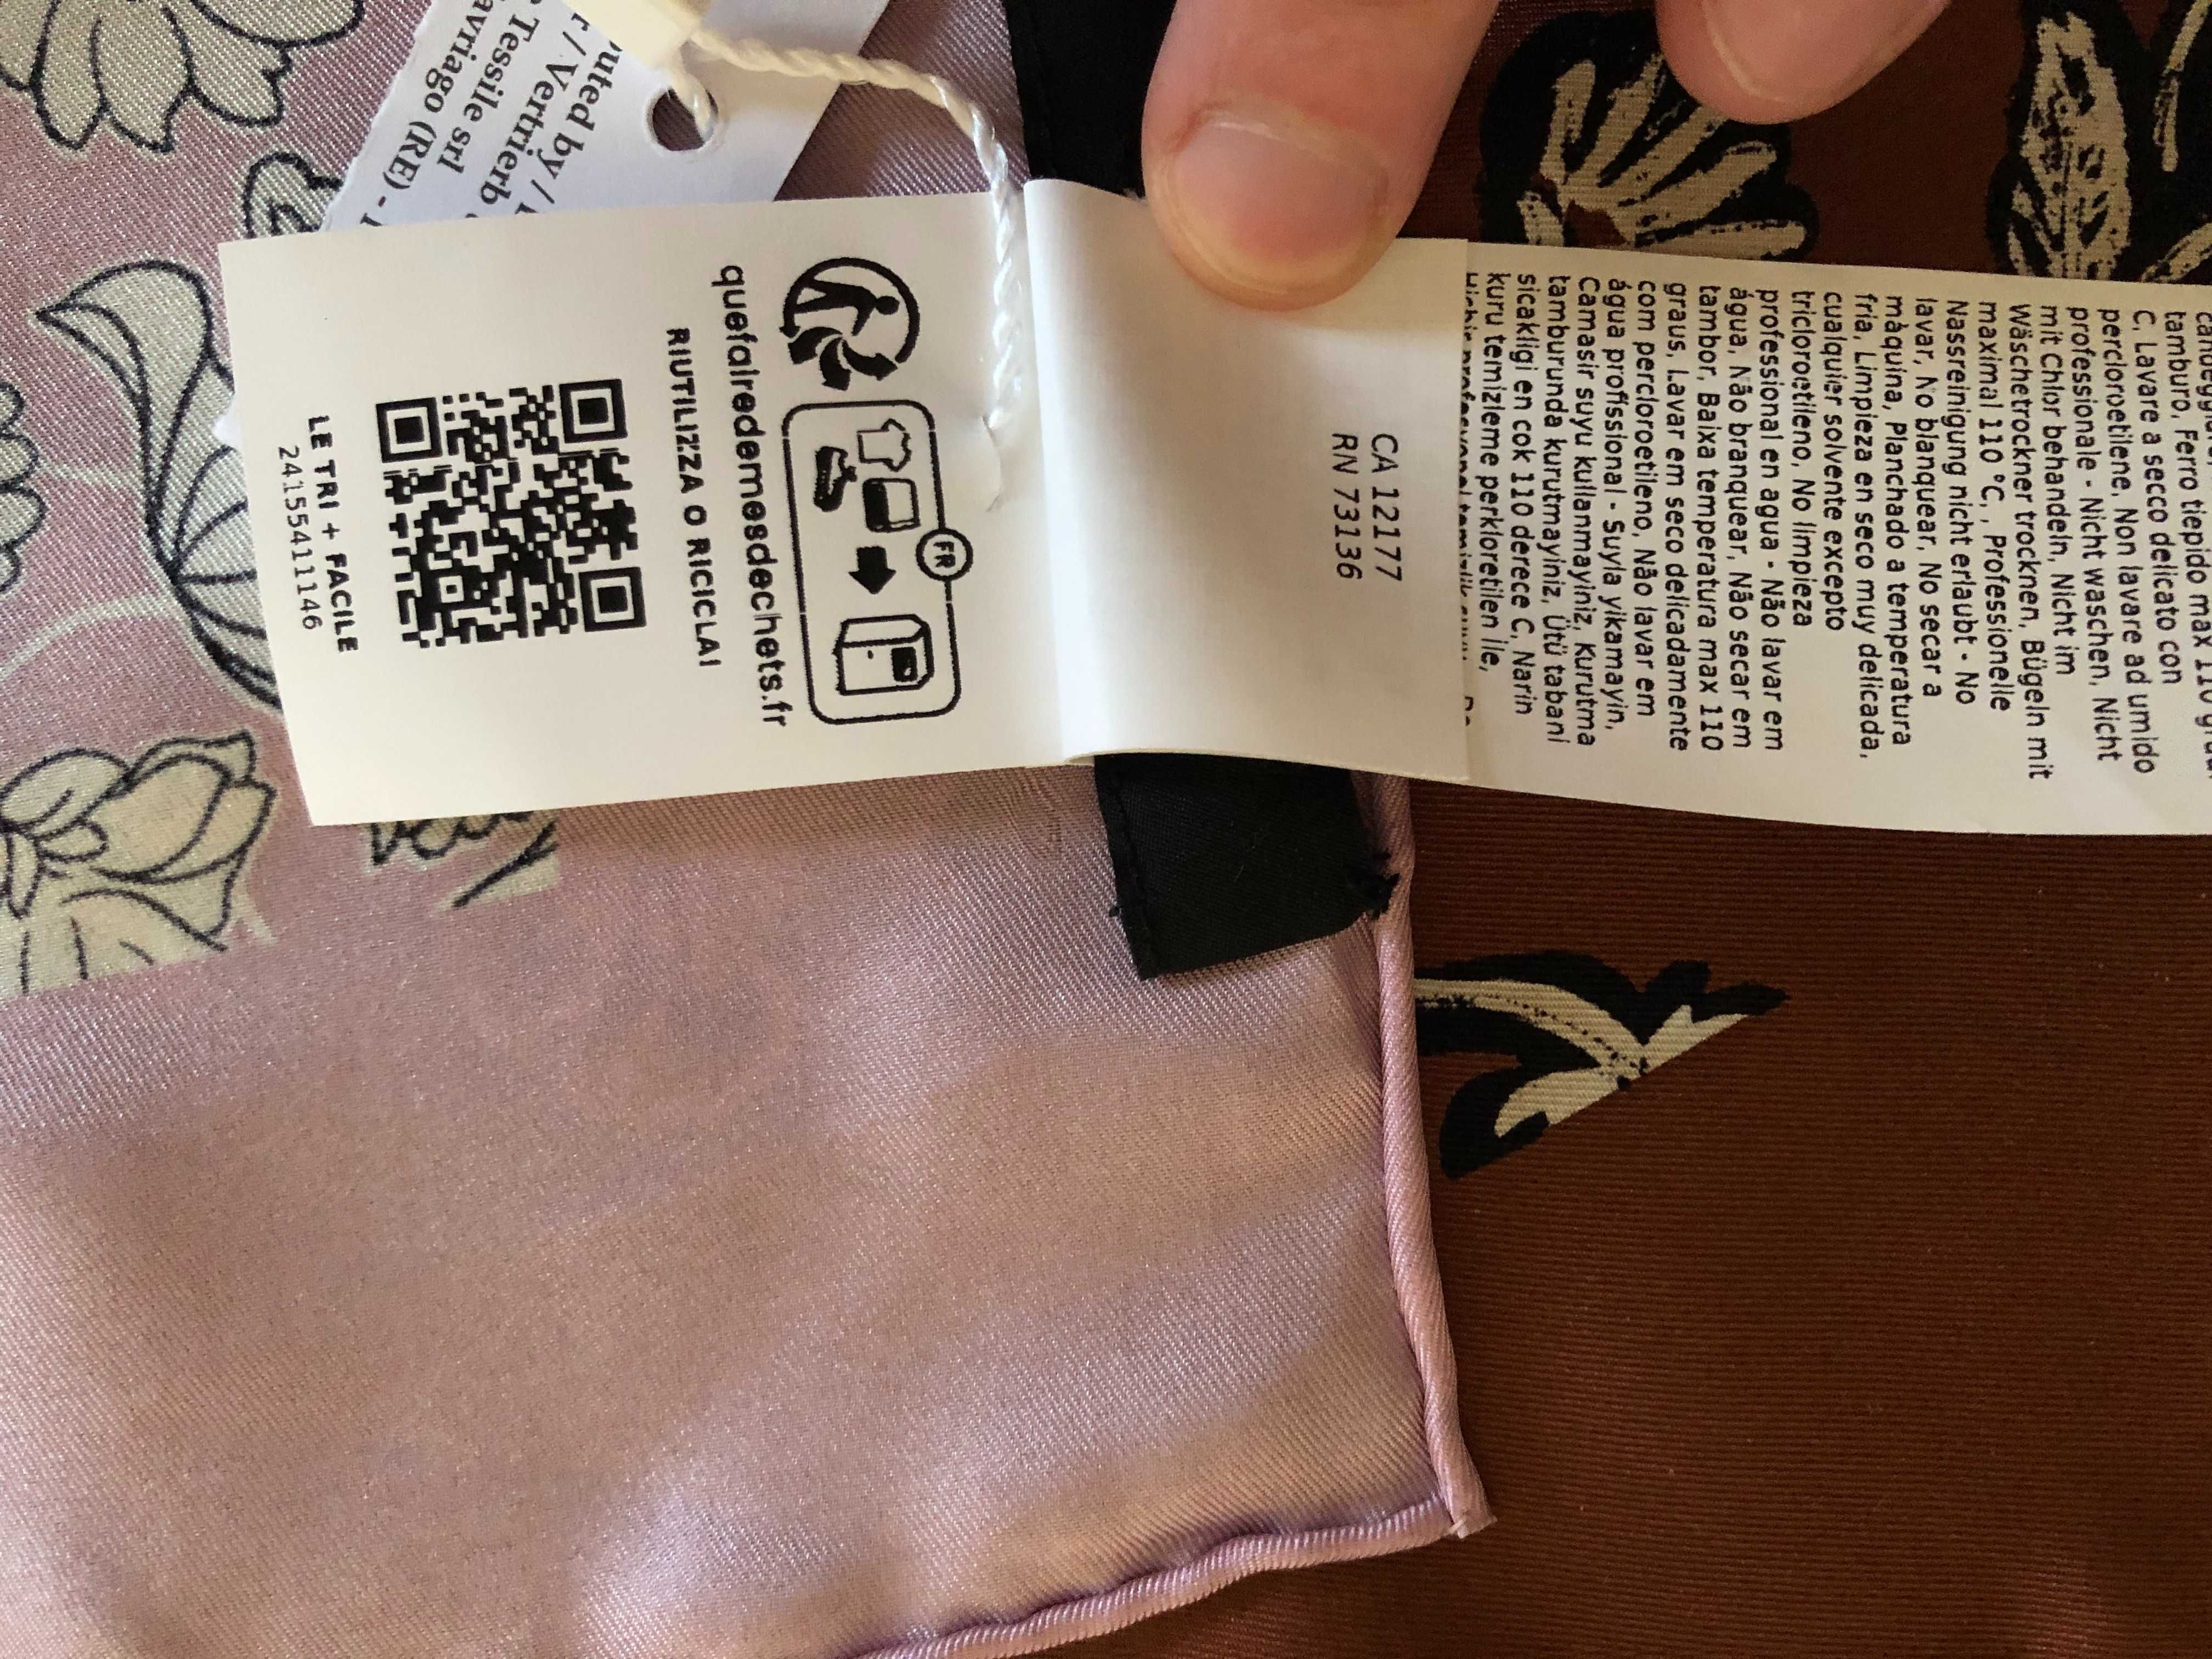 uted by /
r / Vertrieb
Tessile srl
avriago (RE) -
FR
quefairedemesdechets.fr
RIUTILIZZA O RICICLA!
LE TRI + FACILE
2415541111146
CA 12177
RN 73136
tamburo, Ferro tiepido max 110
C, Lavare a secco delicato con
percloroetilene, Non lavare ad umido
professionale - Nicht waschen, Nicht
mit Chlor behandeln, Nicht im
Wäschetrockner trocknen, Bügeln mit
maximal 110 °C, , Professionelle
Nassreinigung nicht erlaubt - No
lavar, No blanquear, No secar a
màquina, Planchado a temperatura
fria, Limpieza en seco muy delicada,
cualquier solvente excepto
tricloroetileno, No limpieza
professional en agua - Não lavar em
água, Não branquear, Não secar em
tambor, Baixa temperatura max 110
graus, Lavar em seco delicadamente
com percloroetileno, Não lavar em
água profissional - Suyla yikamayin,
Camasir suyu kullanmayiniz, Kurutma
tamburunda kurutmayiniz, Ütü tabani
sicakligi en cok 110 derece C, Narin
kuru temizleme perkloretilen ile,